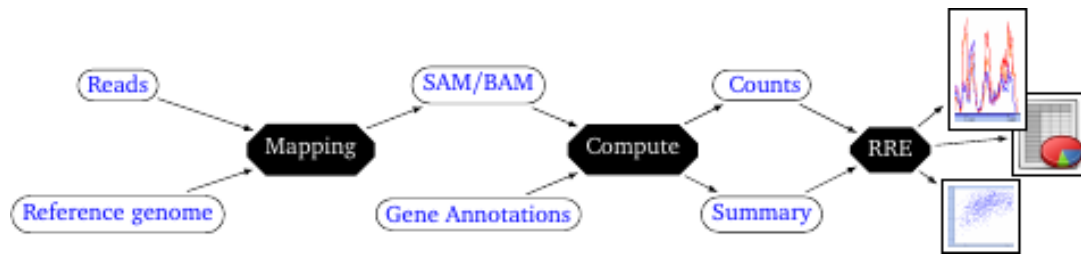 Reads
SAM/BAM
Counts
Mapping
Compute
RRE
Reference genome
Gene Annotations
Summary